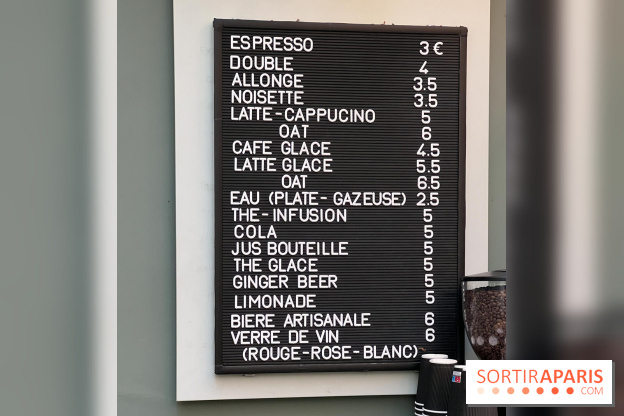 ESPRESSO 3 €
DOUBLE 4
ALLONGE 3.5
NOISETTE 3.5
LATTE-CAPPUCINO 5
OAT 6
CAFE GLACE 4.5
LATTE GLACE 5.5
OAT 6.5
EAU (PLATE-GAZEUSE) 2.5
THE-INFUSION 5
COLA 5
JUS BOUTEILLE 5
THE GLACE 5
GINGER BEER 5
LIMONADE 5
BIERE ARTISANALE 6
VERRE DE VIN 6
(ROUGE-ROSE-BLANC)
SORTIRAPARIS
.COM